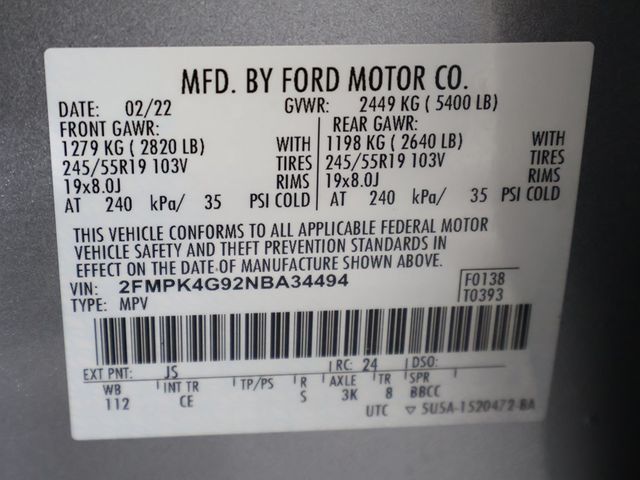 MFD. BY FORD MOTOR CO.
DATE: 02/22 GVWR: 2449 KG ( 5400 LB)
FRONT GAWR: REAR GAWR:
1279 KG ( 2820 LB) WITH 1198 KG ( 2640 LB) WITH
245/55R19 103V TIRES 245/55R19 103V TIRES
19x8.0J RIMS 19x8.0J RIMS
AT 240 kPa/ 35 PSI COLD AT 240 kPa/ 35 PSI COLD
THIS VEHICLE CONFORMS TO ALL APPLICABLE FEDERAL MOTOR
VEHICLE SAFETY AND THEFT PREVENTION STANDARDS IN
EFFECT ON THE DATE OF MANUFACTURE SHOWN ABOVE.
VIN: 2FMPK4G92NBA34494 F0138
TYPE: MPV T0393
EXT PNT: JS RC: 24 DSO:
WB INT TR TP/PS R AXLE TR SPR
112 CE S 3K 8 BBCC
UTC ▽ 5U5A-1520472-BA